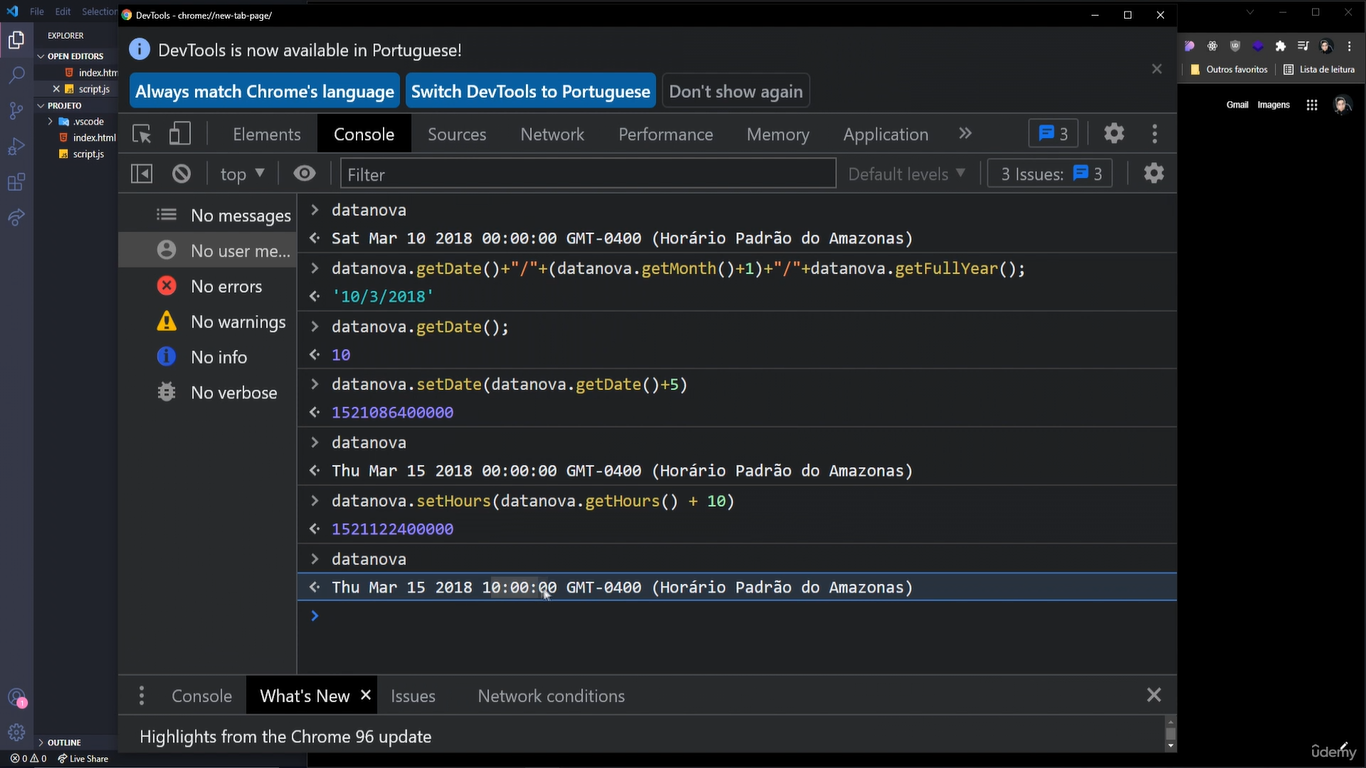 File Edit Selection
DevTools - chrome://new-tab-page/
EXPLORER
OPEN EDITORS
index.htm
script.js
PROJETO
.vscode
index.html
script.js
DevTools is now available in Portuguese!
Always match Chrome's language Switch DevTools to Portuguese Don't show again
Outros favoritos Lista de leitura
Gmail Imagens
Elements Console Sources Network Performance Memory Application » 3
top Filter Default levels 3 Issues: 3
No messages
No user me...
No errors
No warnings
No info
No verbose
datanova
Sat Mar 10 2018 00:00:00 GMT-0400 (Horário Padrão do Amazonas)
datanova.getDate()+"/"+(datanova.getMonth()+1)+"/"+datanova.getFullYear();
'10/3/2018'
datanova.getDate();
10
datanova.setDate(datanova.getDate()+5)
1521086400000
datanova
Thu Mar 15 2018 00:00:00 GMT-0400 (Horário Padrão do Amazonas)
datanova.setHours(datanova.getHours() + 10)
1521122400000
datanova
Thu Mar 15 2018 10:00:00 GMT-0400 (Horário Padrão do Amazonas)
Console What's New Issues Network conditions
Highlights from the Chrome 96 update
1
OUTLINE
0 0 Live Share
udemy